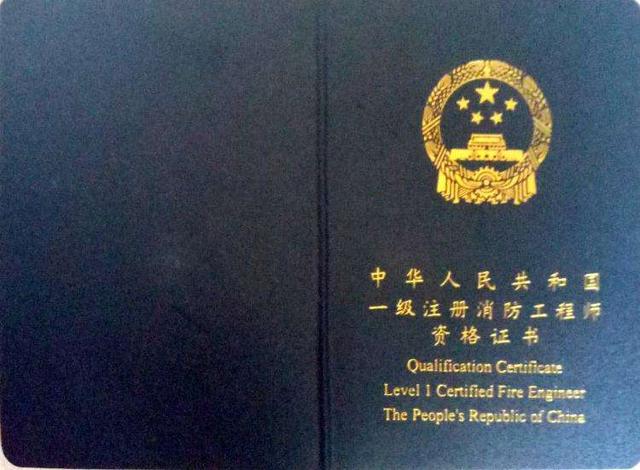 中华人民共和国
一级注册消防工程师
资格证书
Qualification Certificate
Level 1 Certified Fire Engineer
The People's Republic of China